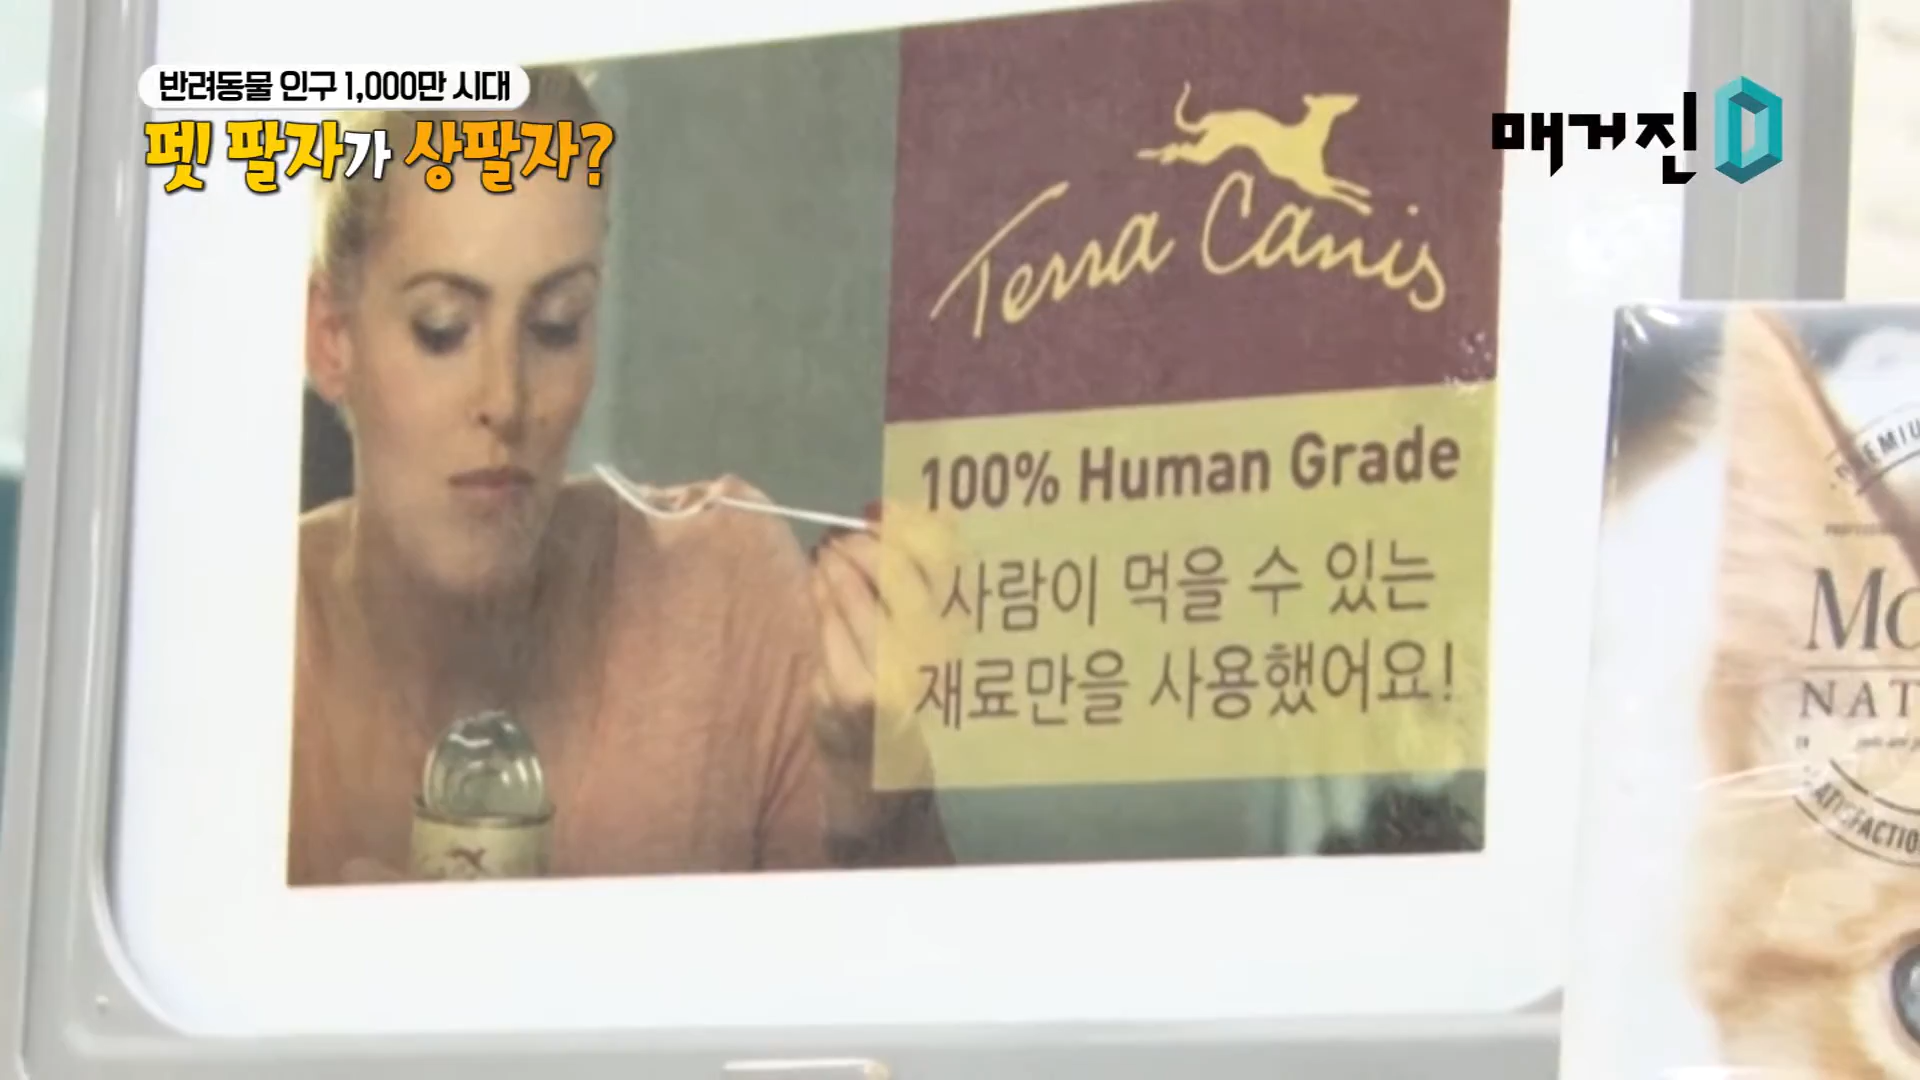 반려동물 인구 1,000만 시대
펫 팔자가 상팔자?
매거진
Terra Canis
100% Human Grade
사람이 먹을 수 있는
재료만을 사용했어요!